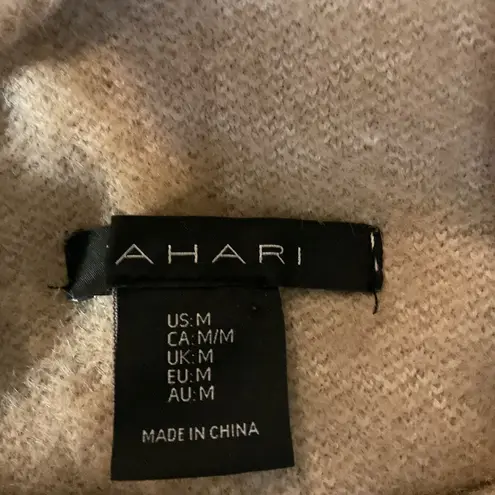 AHARI
US: M
CA: M/M
UK: M
EU: M
AU: M
MADE IN CHINA